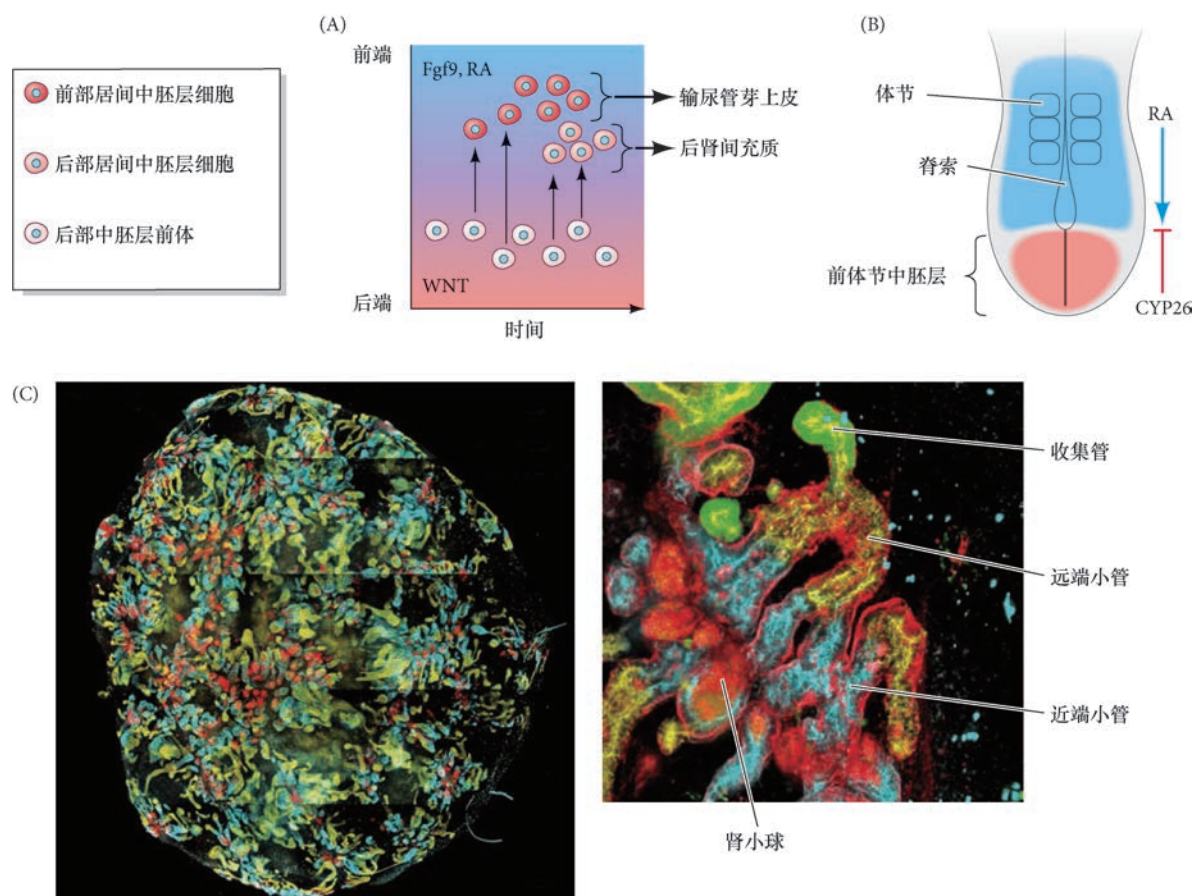 前部居间中胚层细胞
后部居间中胚层细胞
后部中胚层前体
(A)
前端
Fgf9, RA
输尿管芽上皮
后肾间充质
WNT
后端
时间
(B)
体节
RA
脊索
前体节中胚层
CYP26
(C)
收集管
远端小管
近端小管
肾小球